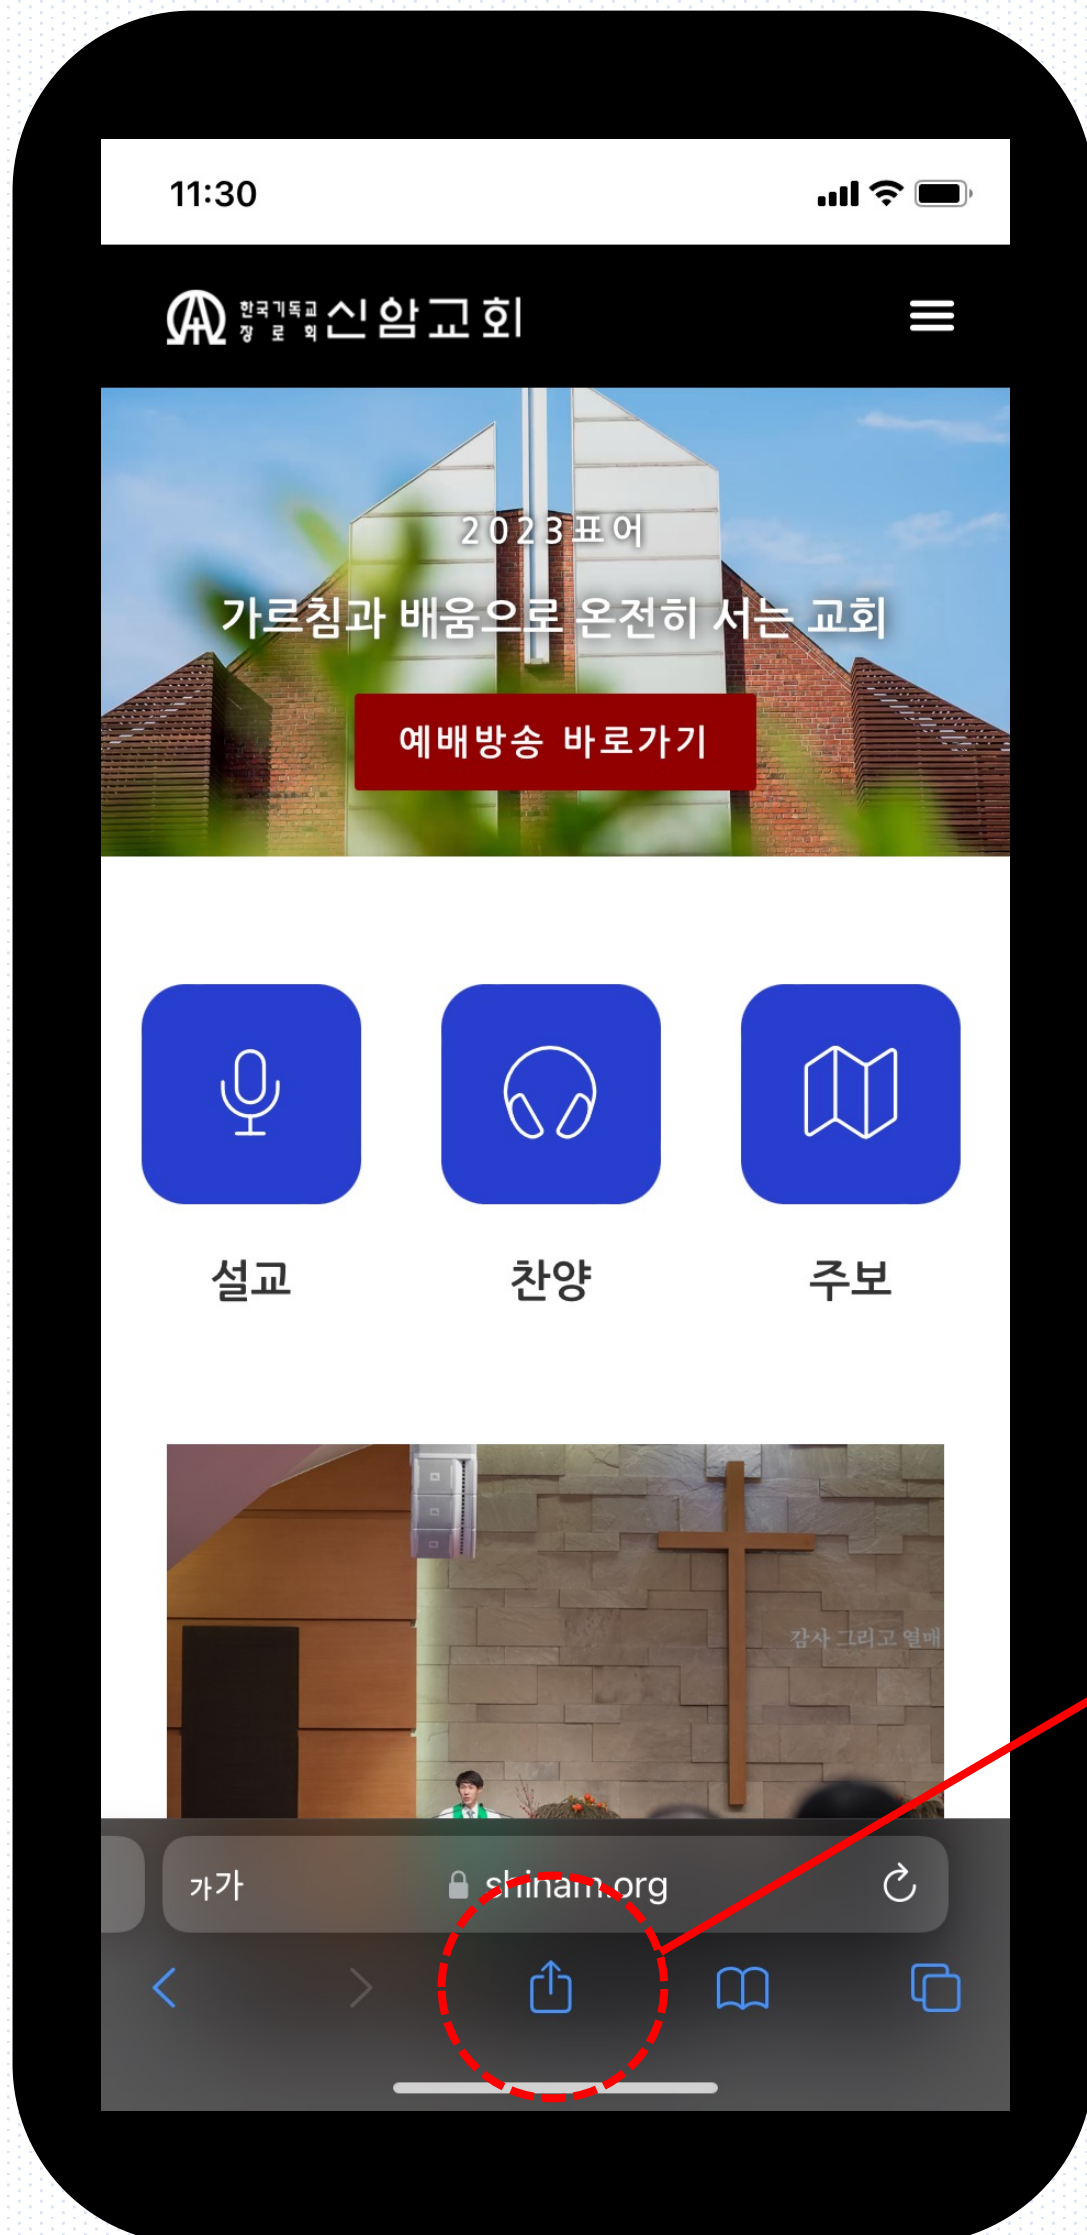 11:30
한국기독교
장로회
신암교회
2023표어
가르침과 배움으로 온전히 서는 교회
예배방송 바로가기
설교
찬양
주보
감사 그리고 열매
가가
shinam.org